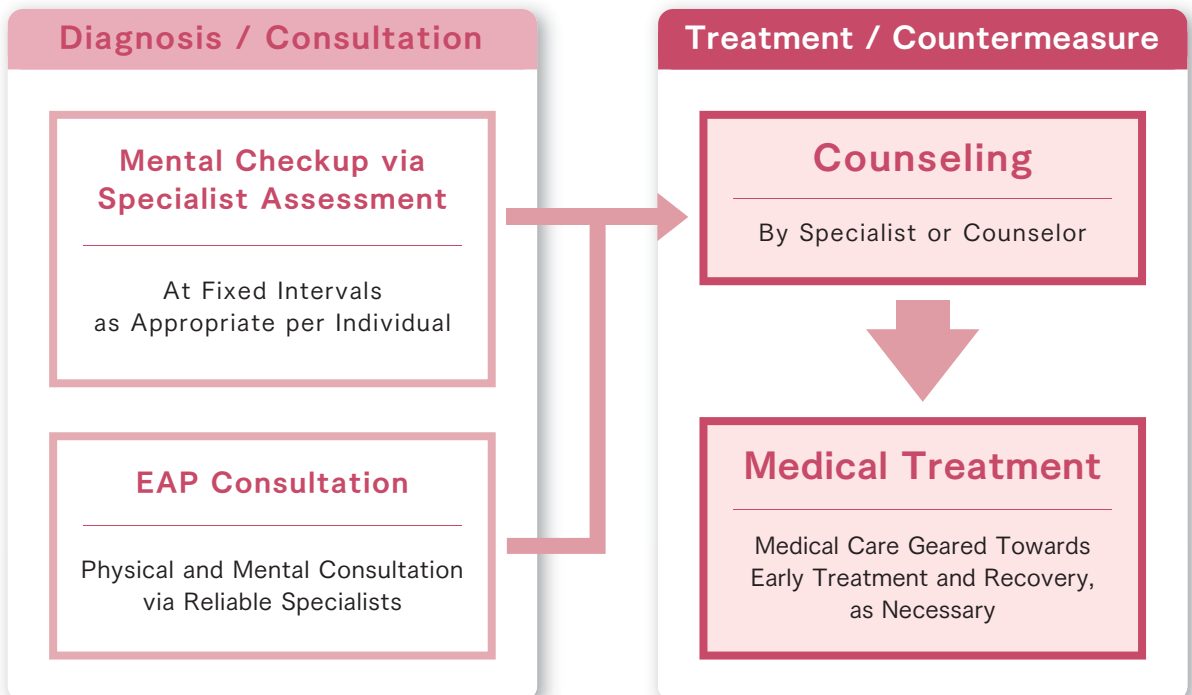 Diagnosis / Consultation
Mental Checkup via
Specialist Assessment
At Fixed Intervals
as Appropriate per Individual
EAP Consultation
Physical and Mental Consultation
via Reliable Specialists
Treatment / Countermeasure
Counseling
By Specialist or Counselor
Medical Treatment
Medical Care Geared Towards
Early Treatment and Recovery,
as Necessary